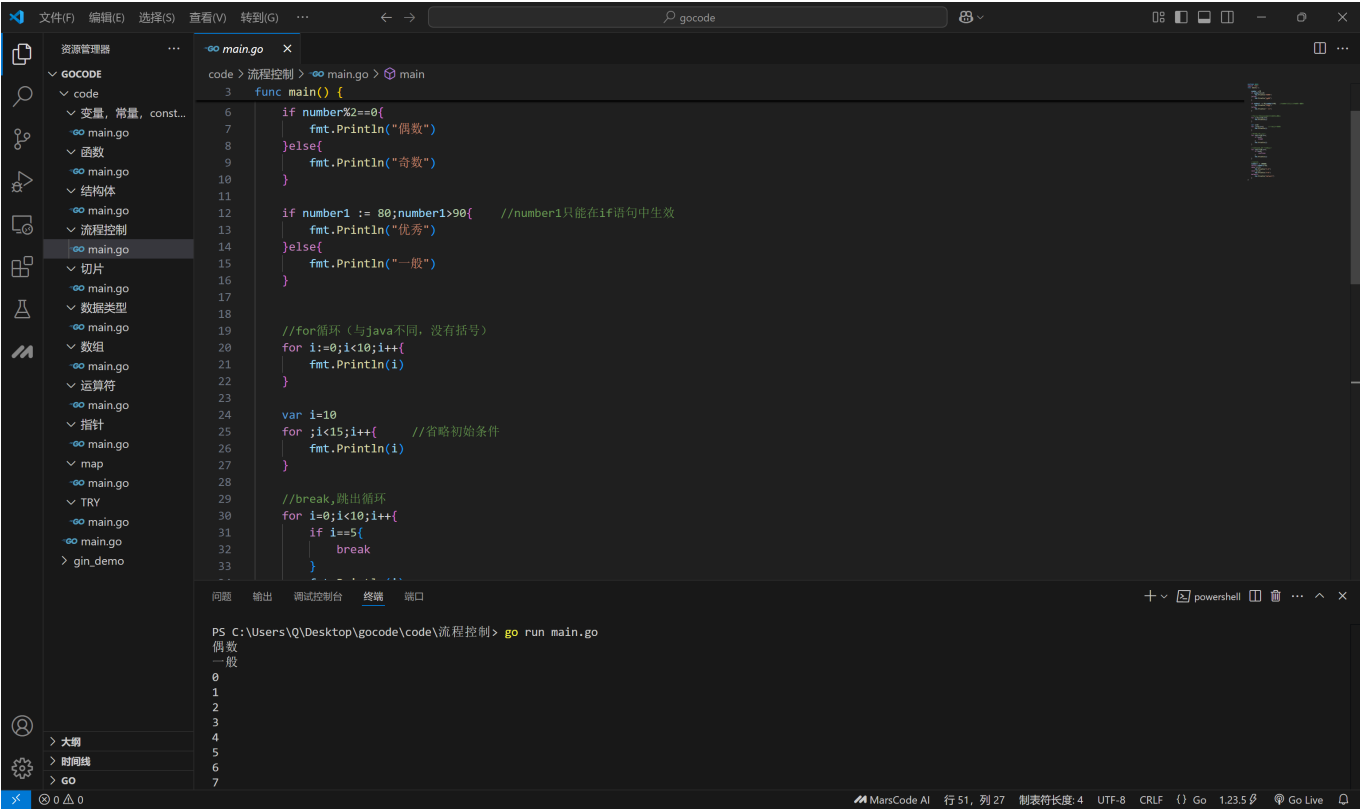 文件(F) 编辑(E) 选择(S) 查看(V) 转到(G) ··· gocode
资源管理器 ···
GOCODE
code
变量，常量，const...
main.go
函数
main.go
结构体
main.go
流程控制
main.go
切片
main.go
数据类型
main.go
数组
main.go
运算符
main.go
指针
main.go
map
main.go
TRY
main.go
main.go
gin_demo
大纲
时间线
GO
main.go
code > 流程控制 > main.go > main
3 func main() {
6 if number%2==0{
7 fmt.Println("偶数")
8 }else{
9 fmt.Println("奇数")
10 }
11
12 if number1 := 80;number1>90{ //number1只能在if语句中生效
13 fmt.Println("优秀")
14 }else{
15 fmt.Println("一般")
16 }
17
18
19 //for循环（与java不同，没有括号）
20 for i:=0;i<10;i++{
21 fmt.Println(i)
22 }
23
24 var i=10
25 for ;i<15;i++{ //省略初始条件
26 fmt.Println(i)
27 }
28
29 //break,跳出循环
30 for i=0;i<10;i++{
31 if i==5{
32 break
33 }
问题 输出 调试控制台 终端 端口 powershell
PS C:\Users\Q\Desktop\gocode\code\流程控制> go run main.go
偶数
一般
0
1
2
3
4
5
6
7
0 0 MarsCode AI 行 51，列 27 制表符长度: 4 UTF-8 CRLF {} Go 1.23.5 Go Live